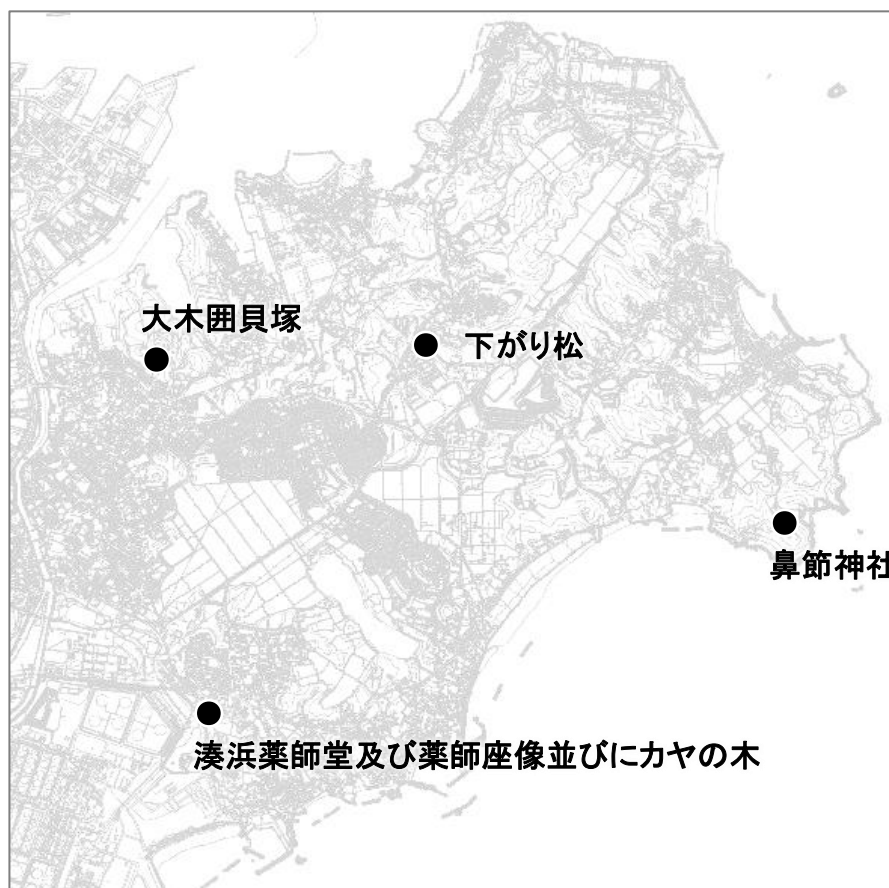 大木囲貝塚
下がり松
鼻節神社
湊浜薬師堂及び薬師座像並びにカヤの木